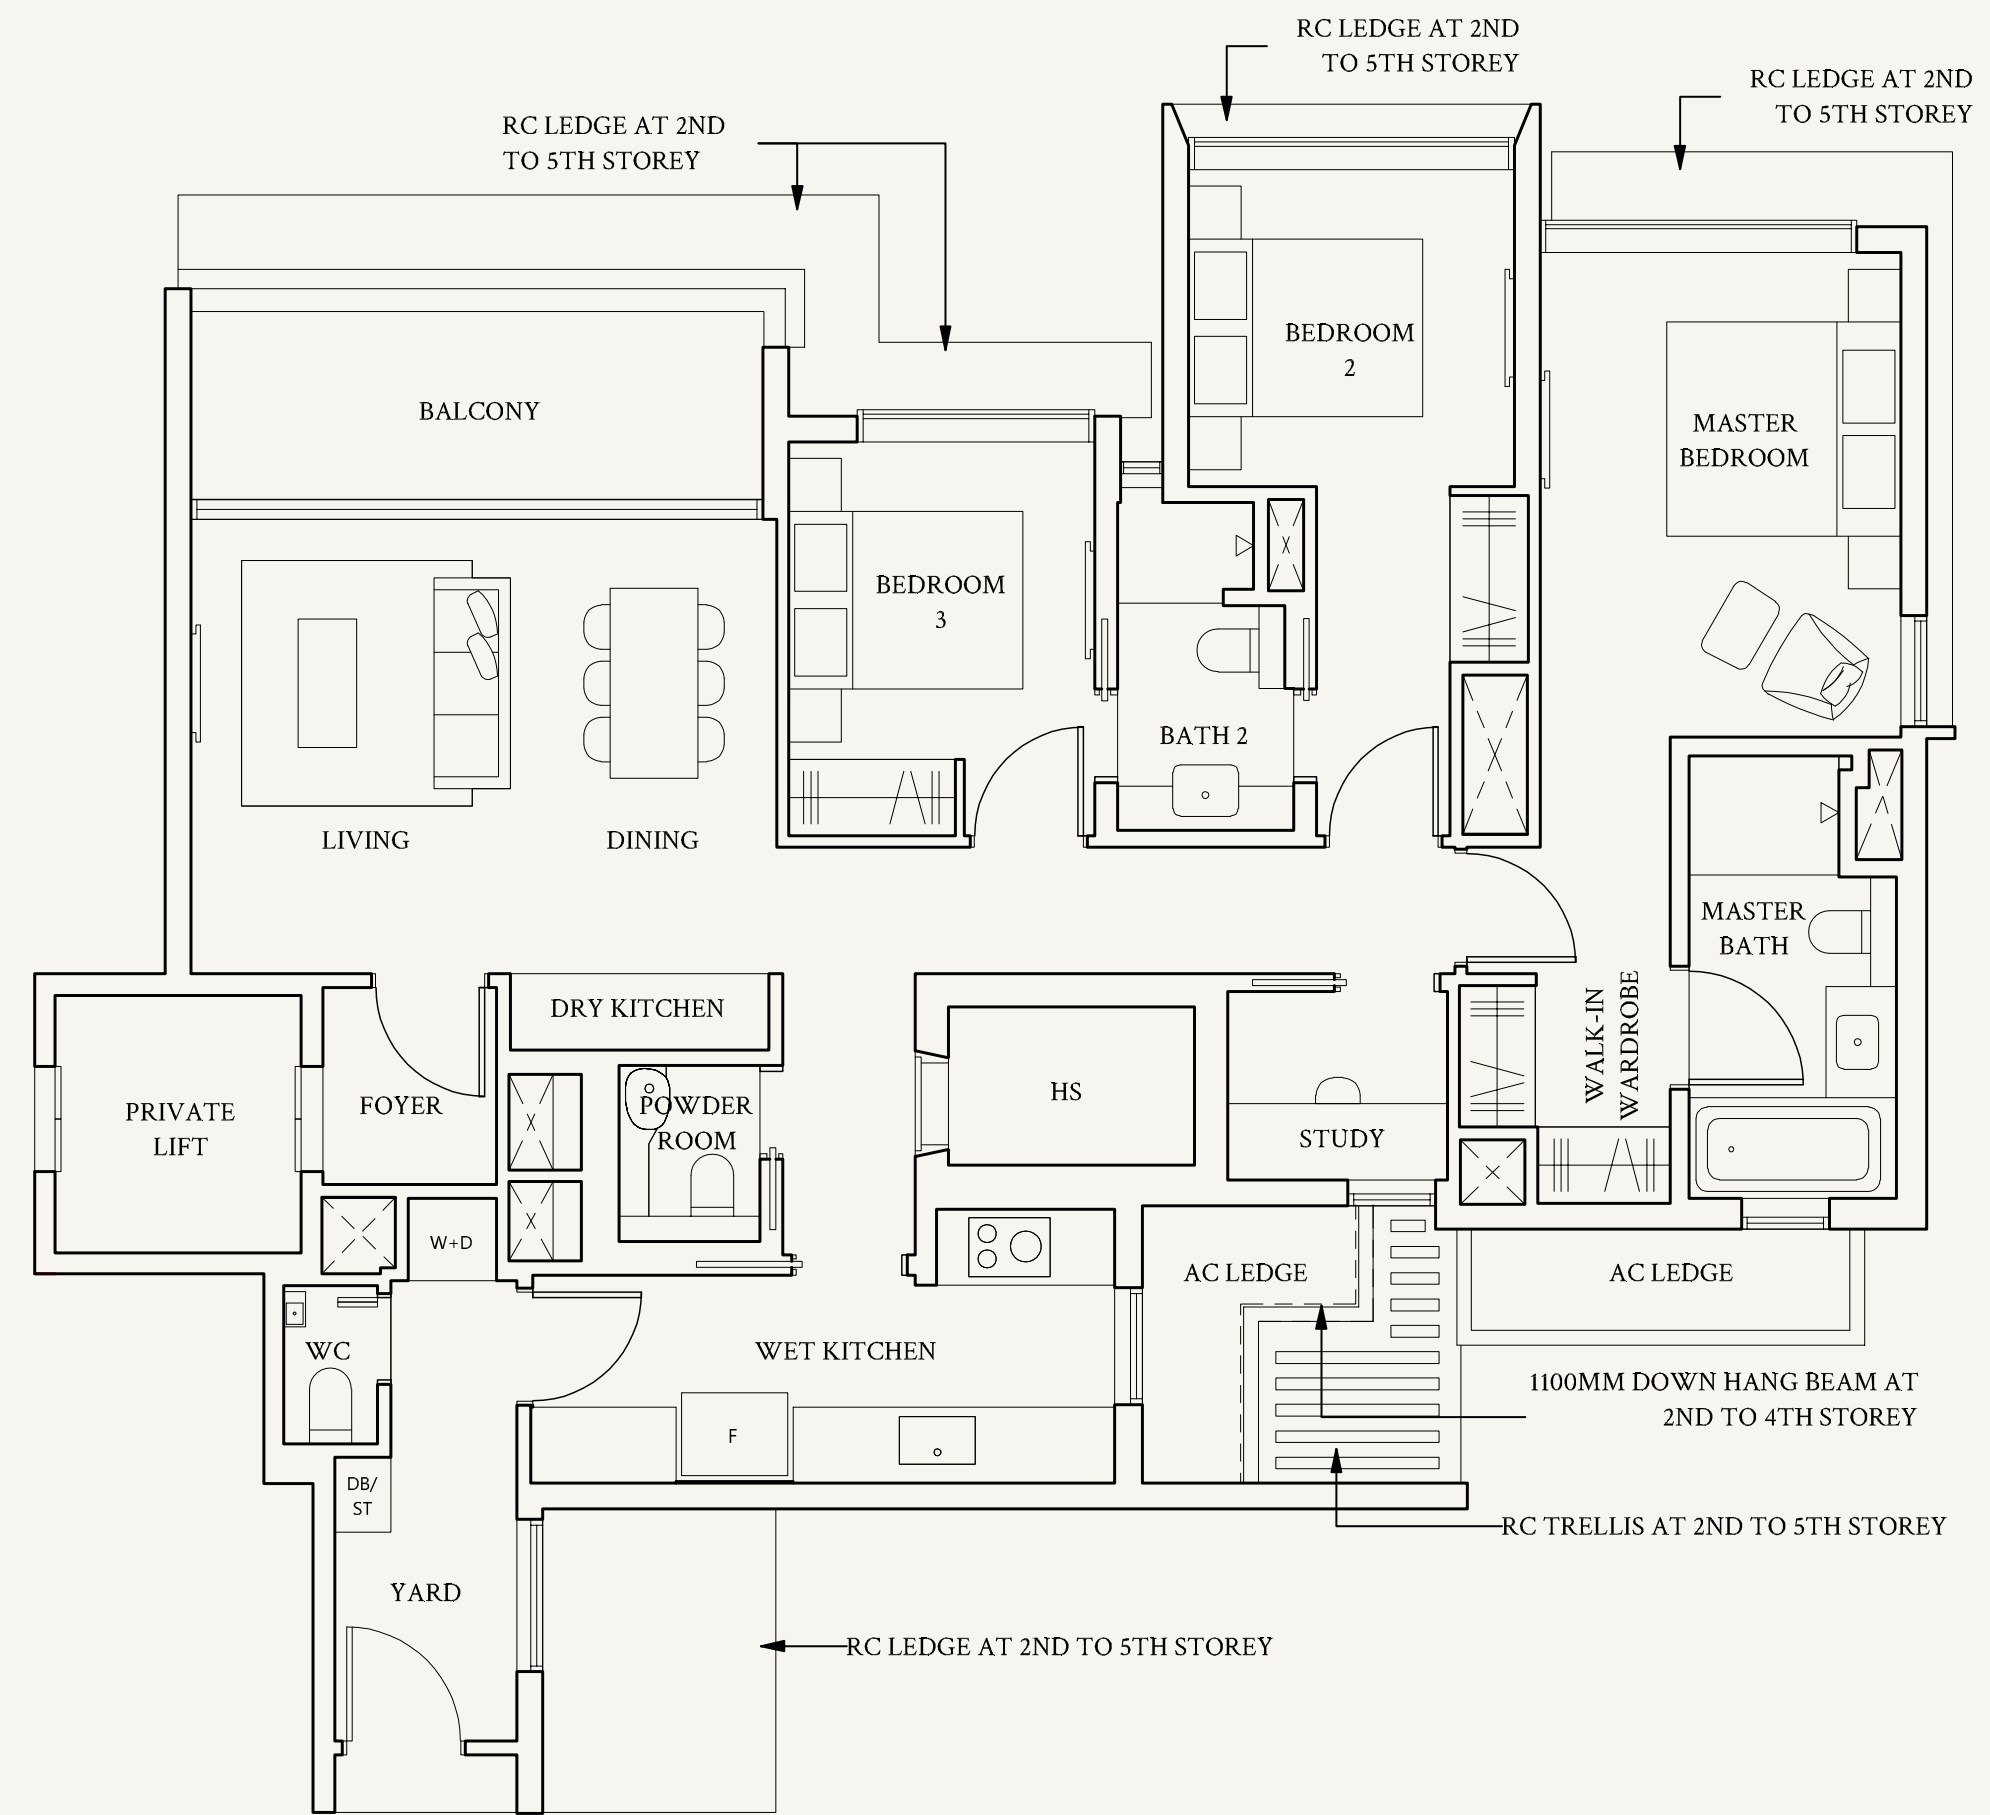 RC LEDGE AT 2ND
TO 5TH STOREY
RC LEDGE AT 2ND
TO 5TH STOREY
RC LEDGE AT 2ND
TO 5TH STOREY
BEDROOM
2
BALCONY
MASTER
BEDROOM
BEDROOM
3
BATH 2
LIVING
DINING
MASTER
BATH
DRY KITCHEN
WALK-IN
WARDROBE
PRIVATE
LIFT
FOYER
POWDER
ROOM
HS
STUDY
W+D
AC LEDGE
AC LEDGE
WC
WET KITCHEN
1100MM DOWN HANG BEAM AT
2ND TO 4TH STOREY
F
DB/
ST
RC TRELLIS AT 2ND TO 5TH STOREY
YARD
RC LEDGE AT 2ND TO 5TH STOREY